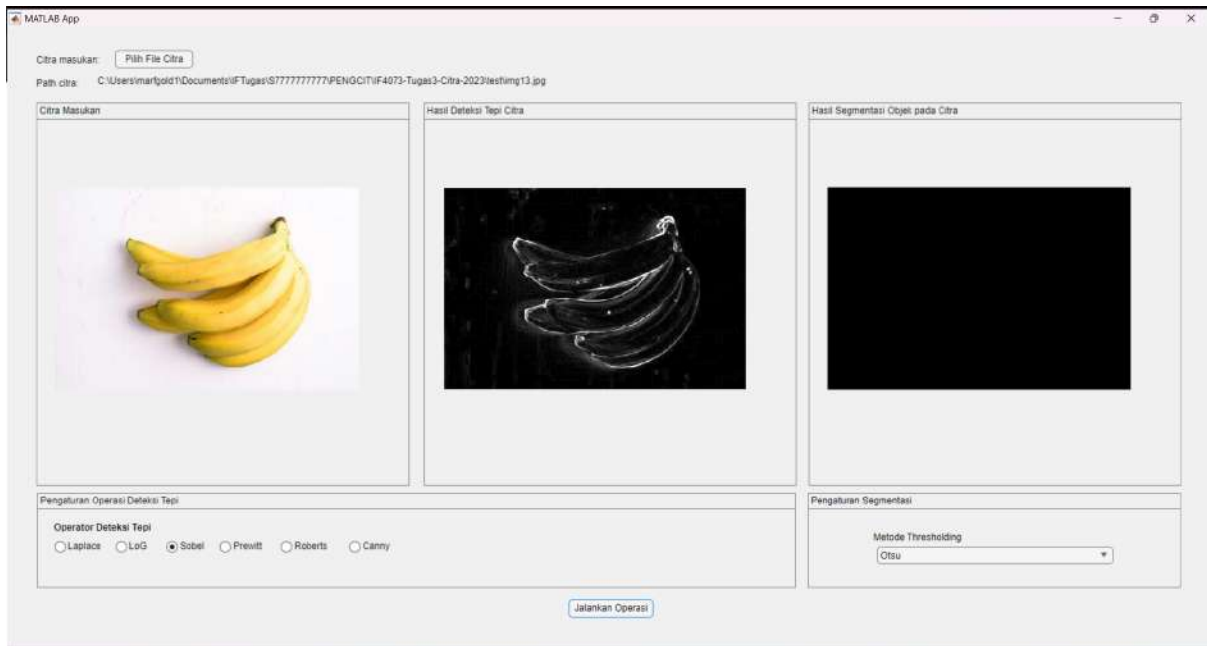 MATLAB App
Citra masukan: Pilih File Citra
Path citra: C:\Users\marfgold1\Documents\IFTugas\S7777777777\PENGCIT\IF4073-Tugas3-Citra-2023\test\img13.jpg
Citra Masukan
Hasil Deteksi Tepi Citra
Hasil Segmentasi Objek pada Citra
Pengaturan Operasi Deteksi Tepi
Pengaturan Segmentasi
Operator Deteksi Tepi
Laplace LoG Sobel Prewitt Roberts Canny
Metode Thresholding
Otsu
Jalankan Operasi